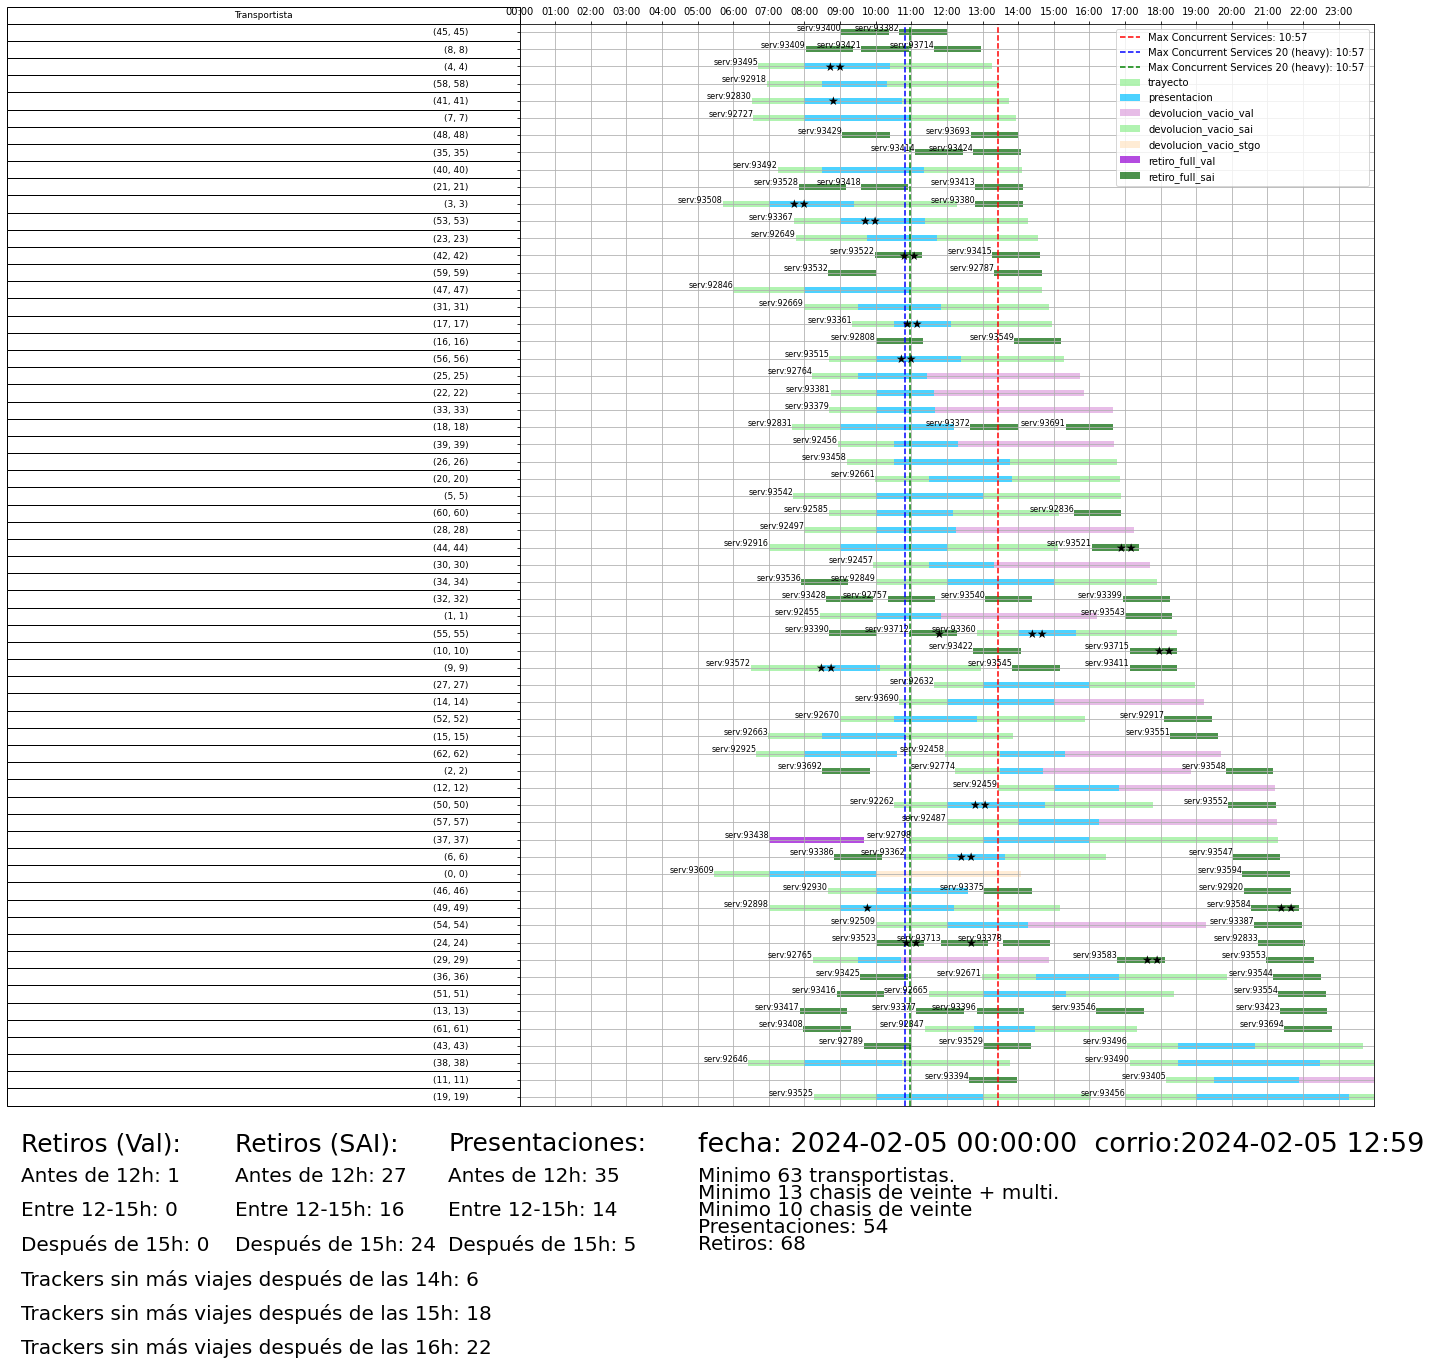 Transportista
00:00 01:00 02:00 03:00 04:00 05:00 06:00 07:00 08:00 09:00 10:00 11:00 12:00 13:00 14:00 15:00 16:00 17:00 18:00 19:00 20:00 21:00 22:00 23:00
Max Concurrent Services: 10:57
Max Concurrent Services 20 (heavy): 10:57
Max Concurrent Services 20 (heavy): 10:57
trayecto
presentacion
devolucion_vacio_val
devolucion_vacio_sai
devolucion_vacio_stgo
retiro_full_val
retiro_full_sai
(45, 45) serv:93400 serv:93382
(8, 8) serv:93409 serv:93421 serv:93714
(4, 4) serv:93495
(58, 58) serv:92918
(41, 41) serv:92830
(7, 7) serv:92727
(48, 48) serv:93429 serv:93693
(35, 35) serv:93414 serv:93424
(40, 40) serv:93492
(21, 21) serv:93528 serv:93418 serv:93413
(3, 3) serv:93508 serv:93380
(53, 53) serv:93367
(23, 23) serv:92649
(42, 42) serv:93522 serv:93415
(59, 59) serv:93532 serv:92787
(47, 47) serv:92846
(31, 31) serv:92669
(17, 17) serv:93361
(16, 16) serv:92808 serv:93549
(56, 56) serv:93515
(25, 25) serv:92764
(22, 22) serv:93381
(33, 33) serv:93379
(18, 18) serv:92831 serv:93372 serv:93691
(39, 39) serv:92456
(26, 26) serv:93458
(20, 20) serv:92661
(5, 5) serv:93542
(60, 60) serv:92585 serv:92836
(28, 28) serv:92497
(44, 44) serv:92916 serv:93521
(30, 30) serv:92457
(34, 34) serv:93536 serv:92849
(32, 32) serv:93428 serv:92757 serv:93540 serv:93399
(1, 1) serv:92455 serv:93543
(55, 55) serv:93390 serv:93712 serv:93360
(10, 10) serv:93422 serv:93715
(9, 9) serv:93572 serv:93545 serv:93411
(27, 27) serv:92632
(14, 14) serv:93690
(52, 52) serv:92670 serv:92917
(15, 15) serv:92663 serv:93551
(62, 62) serv:92925 serv:92458
(2, 2) serv:93692 serv:92774 serv:93548
(12, 12) serv:92459
(50, 50) serv:92262 serv:93552
(57, 57) serv:92487
(37, 37) serv:93438 serv:92798
(6, 6) serv:93386 serv:93362 serv:93547
(0, 0) serv:93609 serv:93594
(46, 46) serv:92930 serv:93375 serv:92920
(49, 49) serv:92898 serv:93584
(54, 54) serv:92509 serv:93387
(24, 24) serv:93523 serv:93713 serv:93378 serv:92833
(29, 29) serv:92765 serv:93583 serv:93553
(36, 36) serv:93425 serv:92671 serv:93544
(51, 51) serv:93416 serv:92665 serv:93554
(13, 13) serv:93417 serv:93377 serv:93396 serv:93546 serv:93423
(61, 61) serv:93408 serv:92847 serv:93694
(43, 43) serv:92789 serv:93529 serv:93496
(38, 38) serv:92646 serv:93490
(11, 11) serv:93394 serv:93405
(19, 19) serv:93525 serv:93456
Retiros (Val): Retiros (SAI): Presentaciones: fecha: 2024-02-05 00:00:00 corrio:2024-02-05 12:59
Antes de 12h: 1 Antes de 12h: 27 Antes de 12h: 35 Minimo 63 transportistas.
Minimo 13 chasis de veinte + multi.
Entre 12-15h: 0 Entre 12-15h: 16 Entre 12-15h: 14 Minimo 10 chasis de veinte
Presentaciones: 54
Después de 15h: 0 Después de 15h: 24 Después de 15h: 5 Retiros: 68
Trackers sin más viajes después de las 14h: 6
Trackers sin más viajes después de las 15h: 18
Trackers sin más viajes después de las 16h: 22